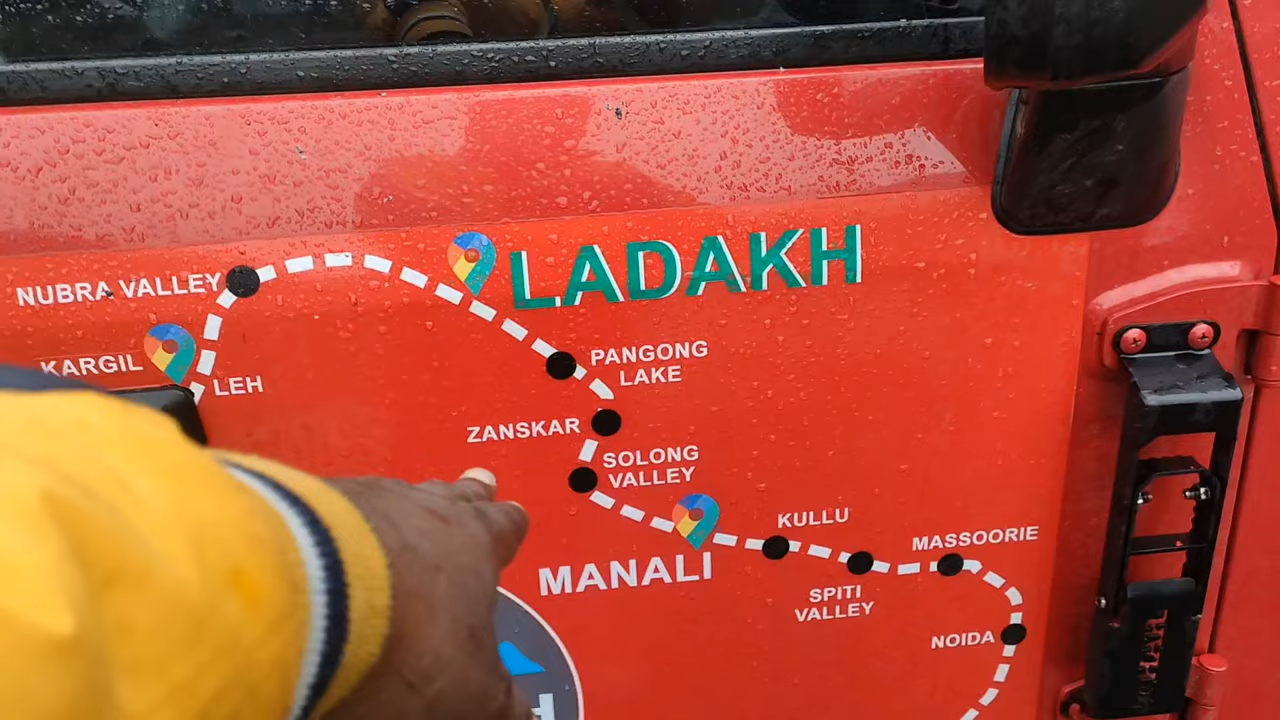 LADAKH
NUBRA VALLEY
KARGIL
LEH
PANGONG
LAKE
ZANSKAR
SOLONG
VALLEY
MANALI
KULLU
SPITI
VALLEY
MASSOORIE
NOIDA